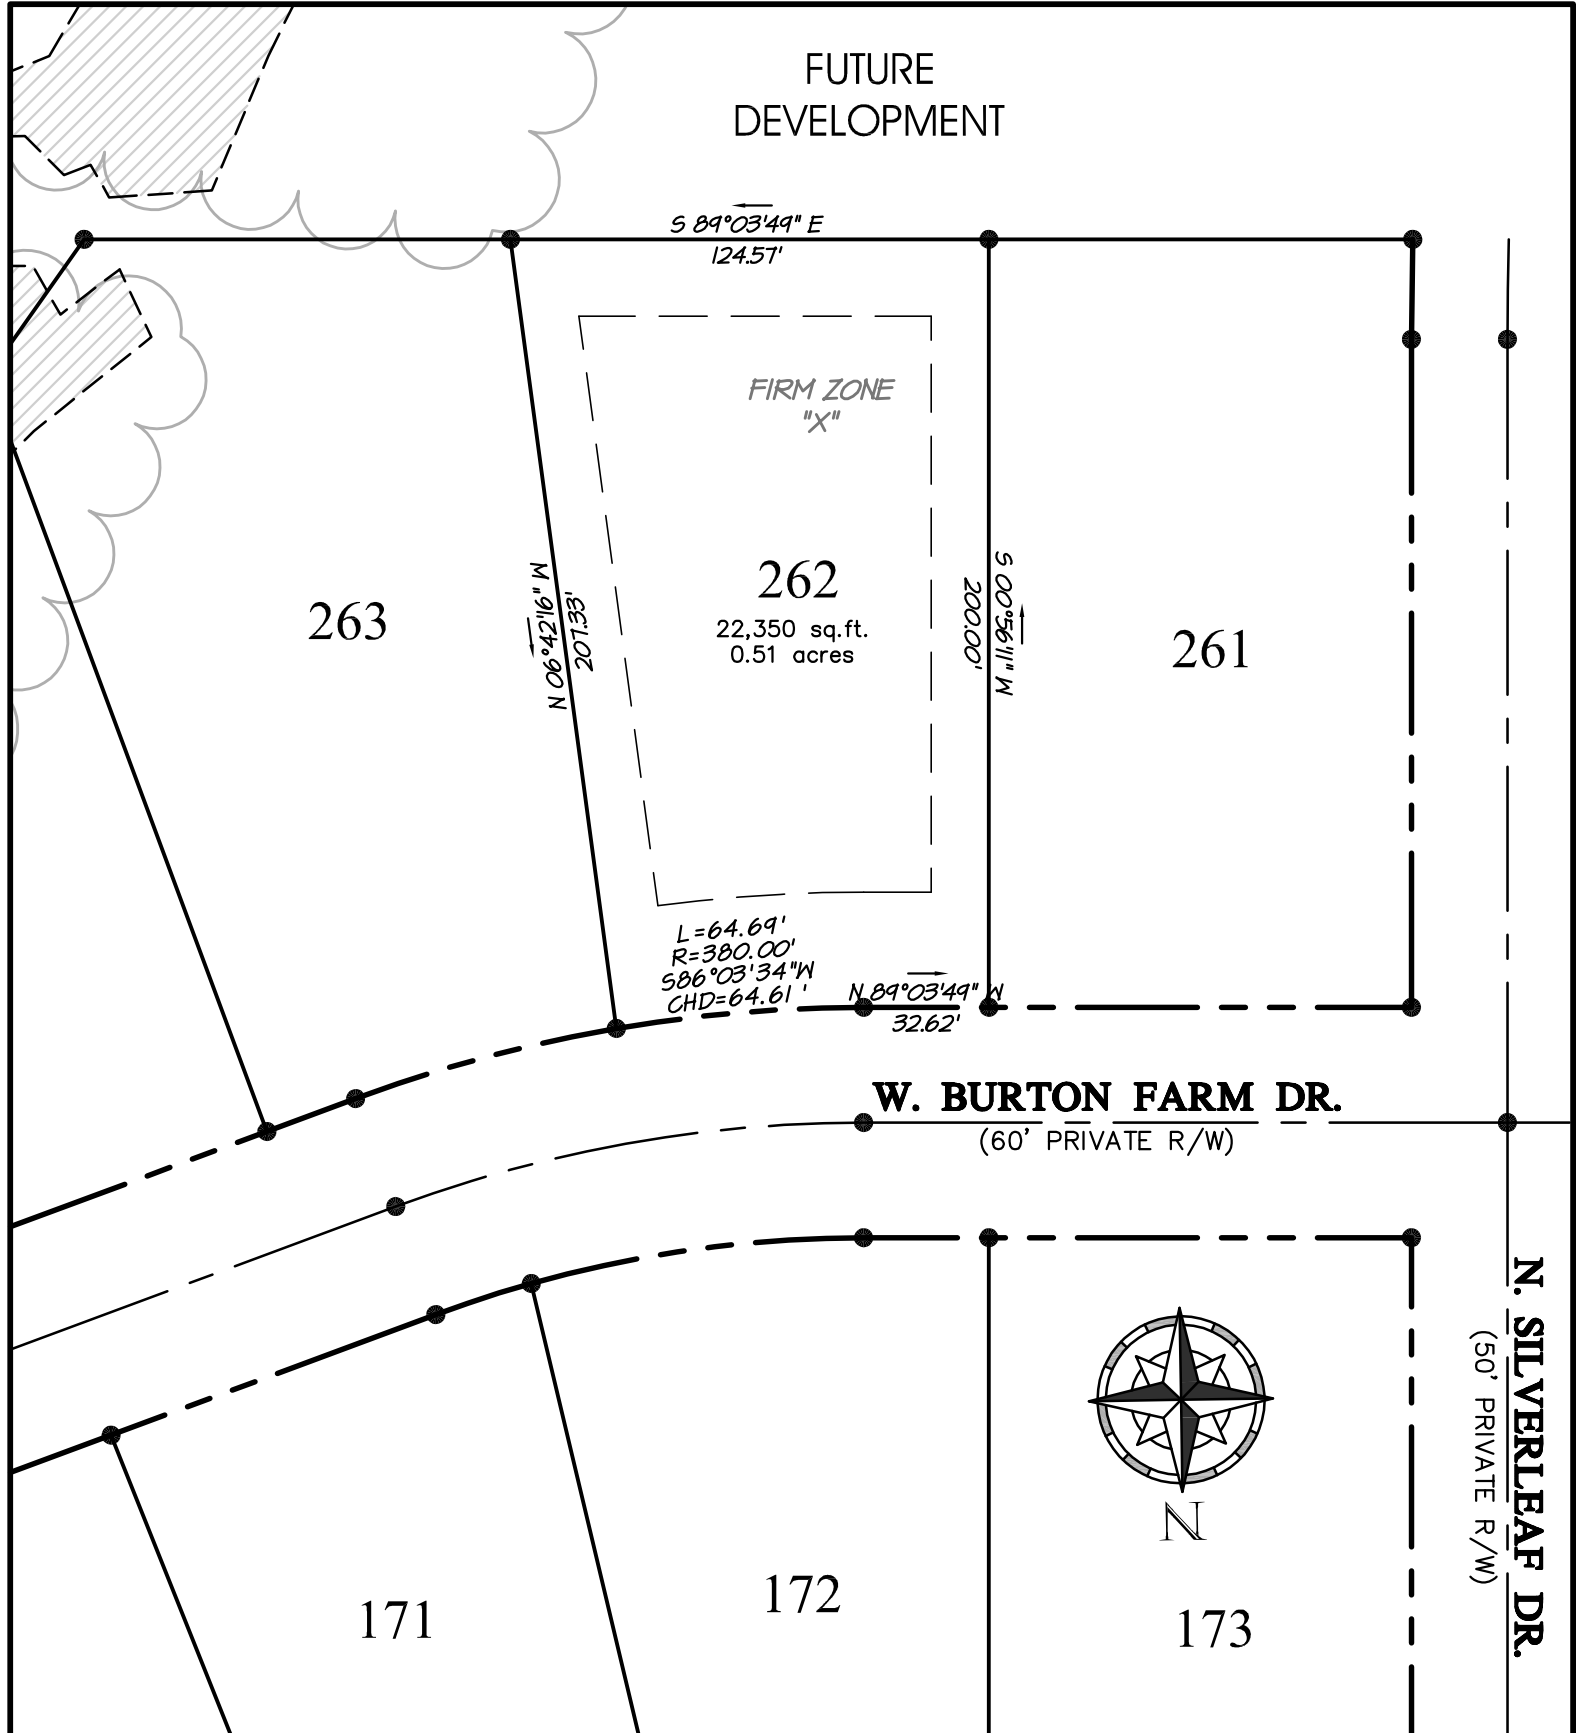 FUTURE
DEVELOPMENT
S 89°03'49" E
124.57'
FIRM ZONE
"X"
N 06°42'16" W
207.33'
S 00°56'11" W
200.00'
263
262
22,350 sq.ft.
0.51 acres
261
L=64.69'
R=380.00'
S86°03'34"W
CHD=64.61'
N 89°03'49" W
32.62'
W. BURTON FARM DR.
(60' PRIVATE R/W)
N. SILVERLEAF DR.
(50' PRIVATE R/W)
N
171
172
173